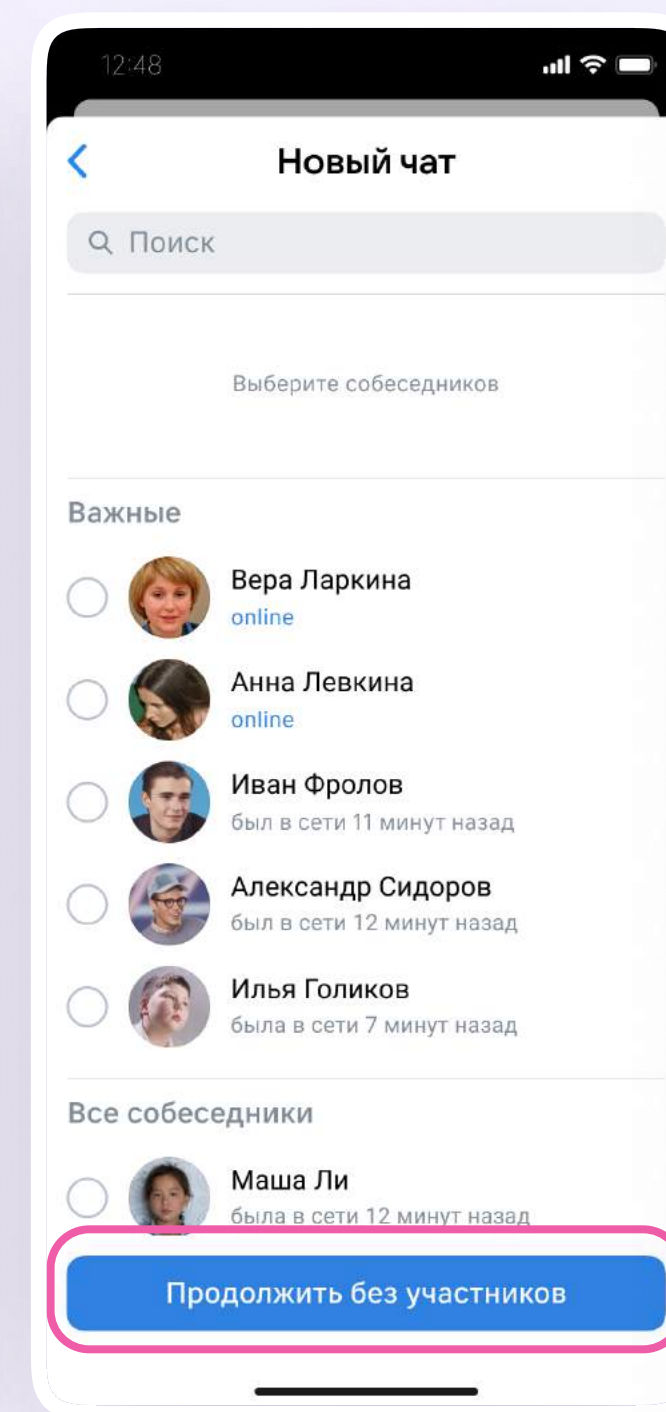 12:48
Новый чат
Поиск
Выберите собеседников
Важные
Вера Ларкина
online
Анна Левкина
online
Иван Фролов
был в сети 11 минут назад
Александр Сидоров
был в сети 12 минут назад
Илья Голиков
была в сети 7 минут назад
Все собеседники
Маша Ли
была в сети 12 минут назад
Продолжить без участников